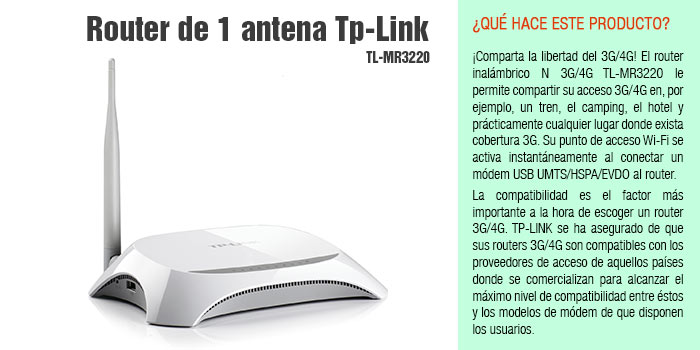 Router de 1 antena Tp-Link
TL-MR3220
TP-LINK
¿QUÉ HACE ESTE PRODUCTO?
¡Comparta la libertad del 3G/4G! El router
inalámbrico N 3G/4G TL-MR3220 le
permite compartir su acceso 3G/4G en, por
ejemplo, un tren, el camping, el hotel y
prácticamente cualquier lugar donde exista
cobertura 3G. Su punto de acceso Wi-Fi se
activa instantáneamente al conectar un
módem USB UMTS/HSPA/EVDO al router.
La compatibilidad es el factor más
importante a la hora de escoger un router
3G/4G. TP-LINK se ha asegurado de que
sus routers 3G/4G son compatibles con los
proveedores de acceso de aquellos países
donde se comercializan para alcanzar el
máximo nivel de compatibilidad entre éstos
y los modelos de módem de que disponen
los usuarios.